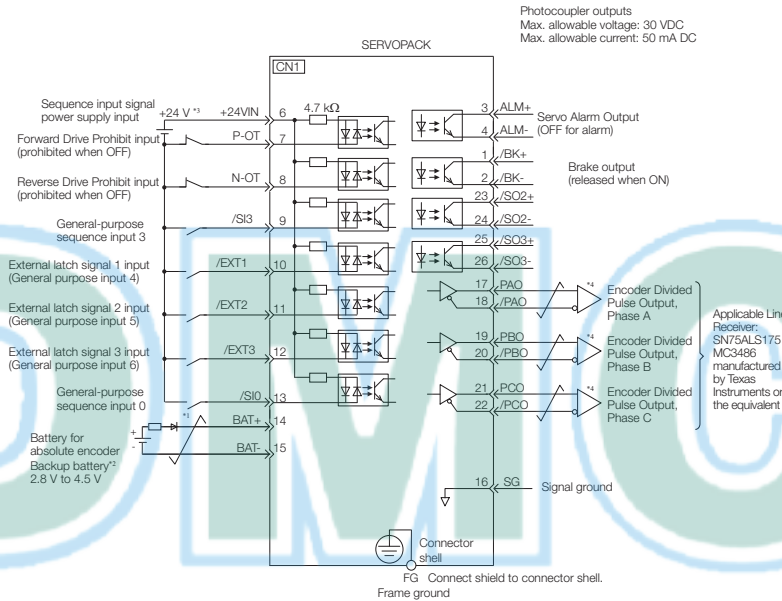 Photocoupler outputs
Max. allowable voltage: 30 VDC
Max. allowable current: 50 mA DC
SERVOPACK
CN1
Sequence input signal
power supply input
+24 V *3
+24VIN
6
4.7 kΩ
3
ALM+
Servo Alarm Output
(OFF for alarm)
4
ALM-
Forward Drive Prohibit input
(prohibited when OFF)
P-OT
7
1
/BK+
Brake output
(released when ON)
2
/BK-
Reverse Drive Prohibit input
(prohibited when OFF)
N-OT
8
23
/SO2+
24
/SO2-
General-purpose
sequence input 3
/SI3
9
25
/SO3+
26
/SO3-
External latch signal 1 input
(General purpose input 4)
/EXT1
10
17
PAO
18
/PAO
*4
Encoder Divided
Pulse Output,
Phase A
External latch signal 2 input
(General purpose input 5)
/EXT2
11
19
PBO
20
/PBO
*4
Encoder Divided
Pulse Output,
Phase B
External latch signal 3 input
(General purpose input 6)
/EXT3
12
21
PCO
22
/PCO
*4
Encoder Divided
Pulse Output,
Phase C
Applicable Line
Receiver:
SN75ALS175
MC3486
manufactured
by Texas
Instruments or
the equivalent
General-purpose
sequence input 0
/SI0
13
*1
BAT+
14
+
-
BAT-
15
Battery for
absolute encoder
Backup battery*2
2.8 V to 4.5 V
16
SG
Signal ground
Connector
shell
FG
Connect shield to connector shell.
Frame ground
DMC